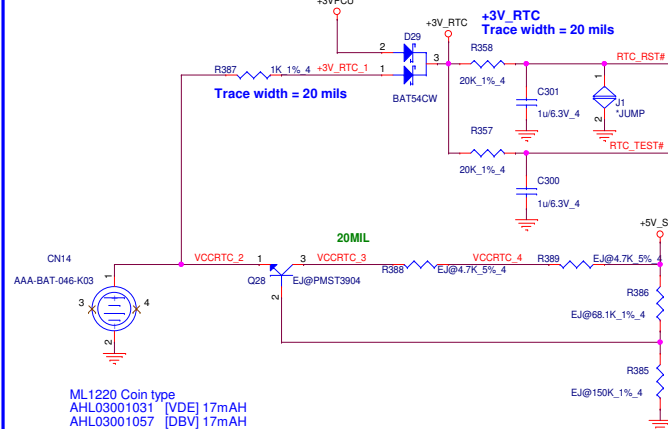 +3VPCU
+3V_RTC
+3V_RTC
Trace width = 20 mils
D29
2
3
1
BAT54CW
R387
1K_1%_4
+3V_RTC_1
Trace width = 20 mils
R358
20K_1%_4
RTC_RST#
C301
1u/6.3V_4
1
2
J1
*JUMP
R357
20K_1%_4
RTC_TEST#
C300
1u/6.3V_4
20MIL
CN14
AAA-BAT-046-K03
1
3
4
2
VCCRTC_2
1
3
2
Q28
EJ@PMST3904
VCCRTC_3
R388
EJ@4.7K_5%_4
VCCRTC_4
R389
EJ@4.7K_5%_4
+5V_S
R386
EJ@68.1K_1%_4
R385
EJ@150K_1%_4
ML1220 Coin type
AHL03001031 [VDE] 17mAH
AHL03001057 [DBV] 17mAH